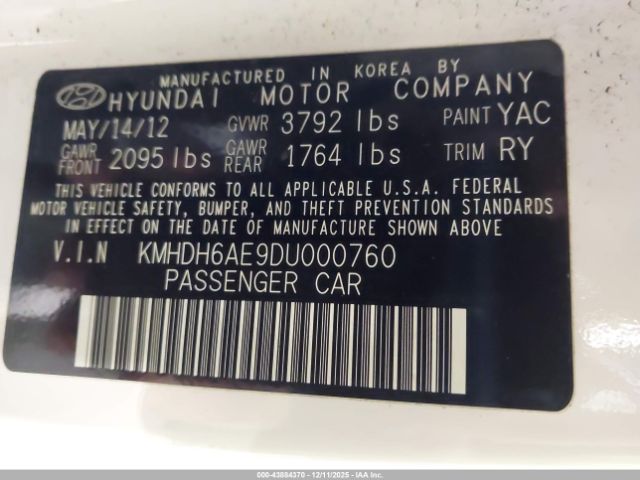 MANUFACTURED IN KOREA BY
HYUNDAI MOTOR COMPANY
MAY/14/12 GVWR 3792 lbs PAINT YAC
GAWR FRONT 2095 lbs GAWR REAR 1764 lbs TRIM RY
THIS VEHICLE CONFORMS TO ALL APPLICABLE U.S.A. FEDERAL
MOTOR VEHICLE SAFETY, BUMPER, AND THEFT PREVENTION STANDARDS
IN EFFECT ON THE DATE OF MANUFACTURE SHOWN ABOVE
V.I.N KMHDH6AE9DU000760
PASSENGER CAR
KMHDH6AE9DU000760
000-43884370 - 12/11/2025 - IAAI.COM